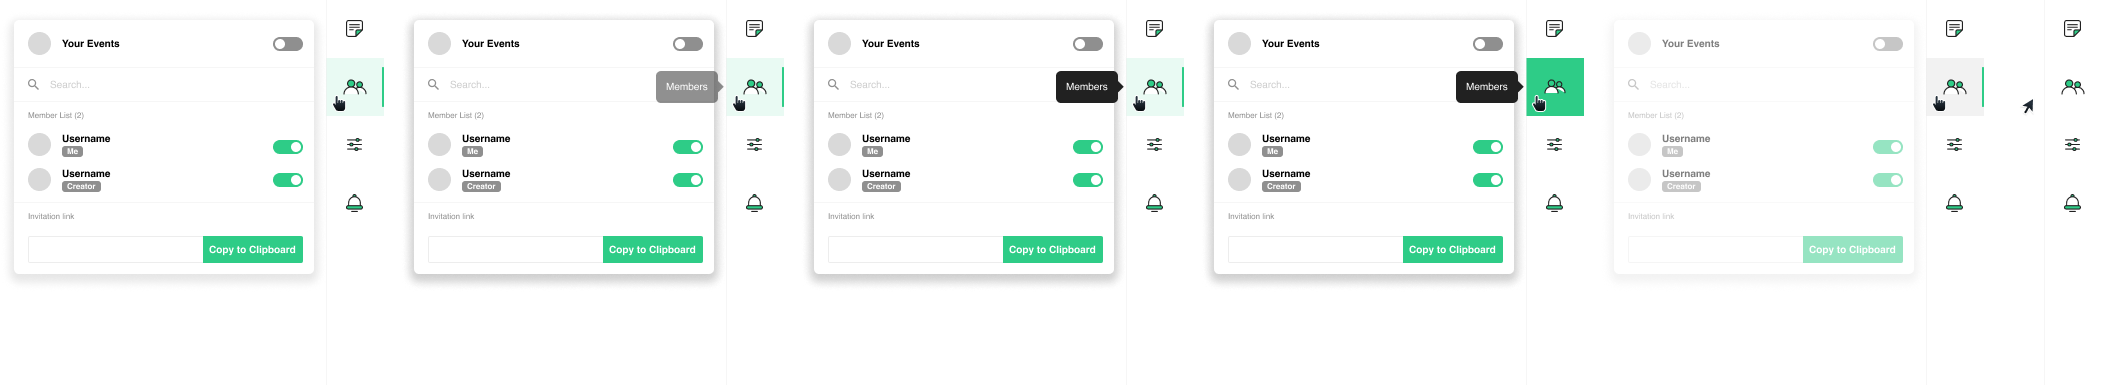 Your Events
Search...
Member List (2)
Username
Me
Username
Creator
Invitation link
Copy to Clipboard
Your Events
Search...
Members
Member List (2)
Username
Me
Username
Creator
Invitation link
Copy to Clipboard
Your Events
Search...
Members
Member List (2)
Username
Me
Username
Creator
Invitation link
Copy to Clipboard
Your Events
Search...
Members
Member List (2)
Username
Me
Username
Creator
Invitation link
Copy to Clipboard
Your Events
Search...
Member List (2)
Username
Me
Username
Creator
Invitation link
Copy to Clipboard